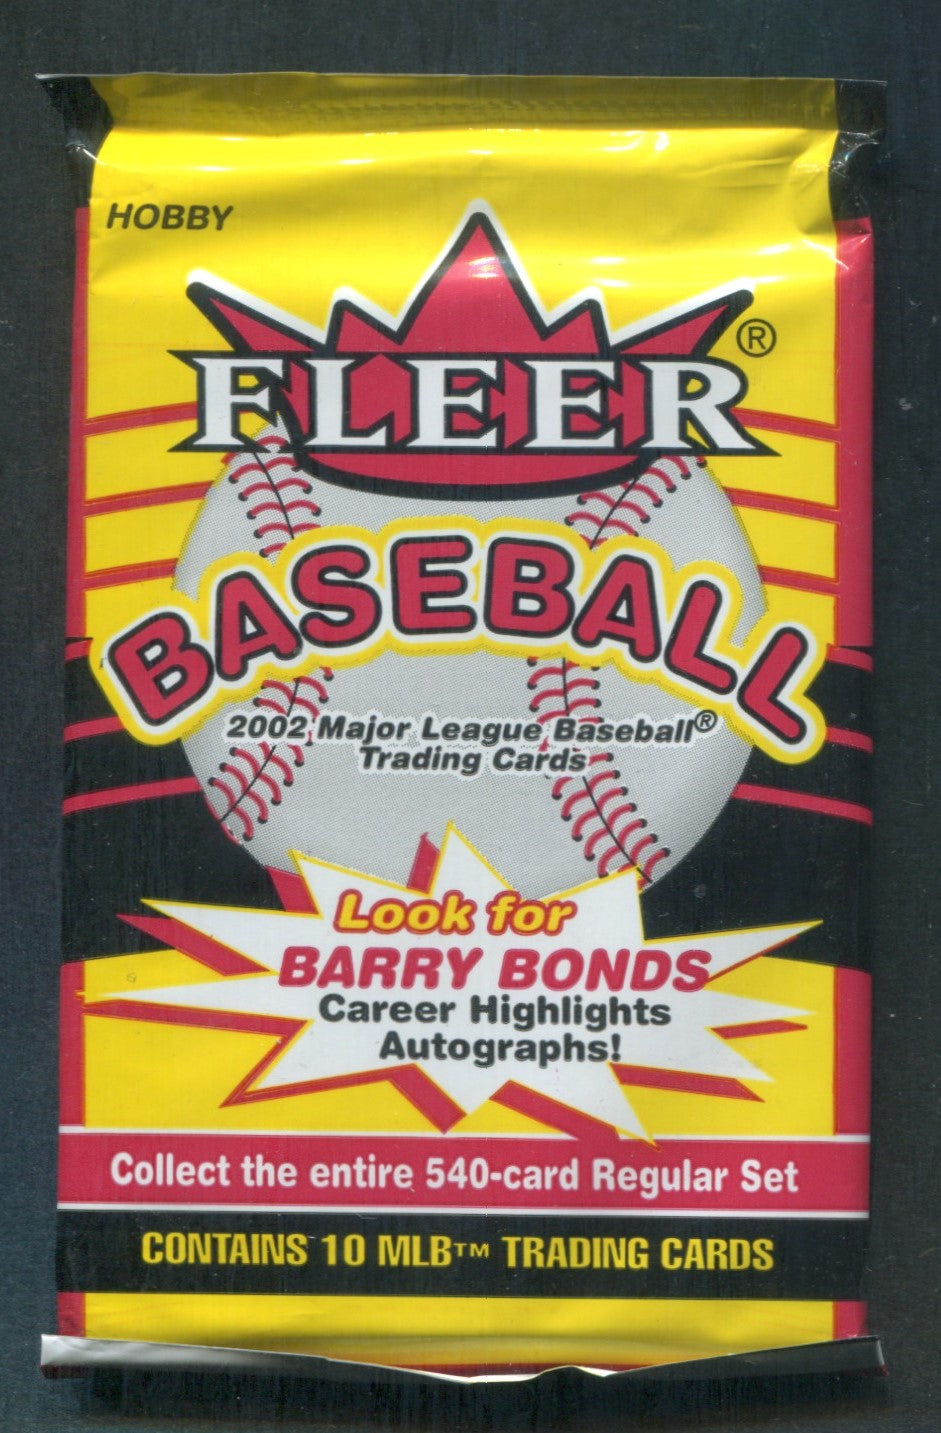 HOBBY
FLEER®
BASEBALL
2002 Major League Baseball®
Trading Cards
Look for
BARRY BONDS
Career Highlights
Autographs!
Collect the entire 540-card Regular Set
CONTAINS 10 MLB™ TRADING CARDS